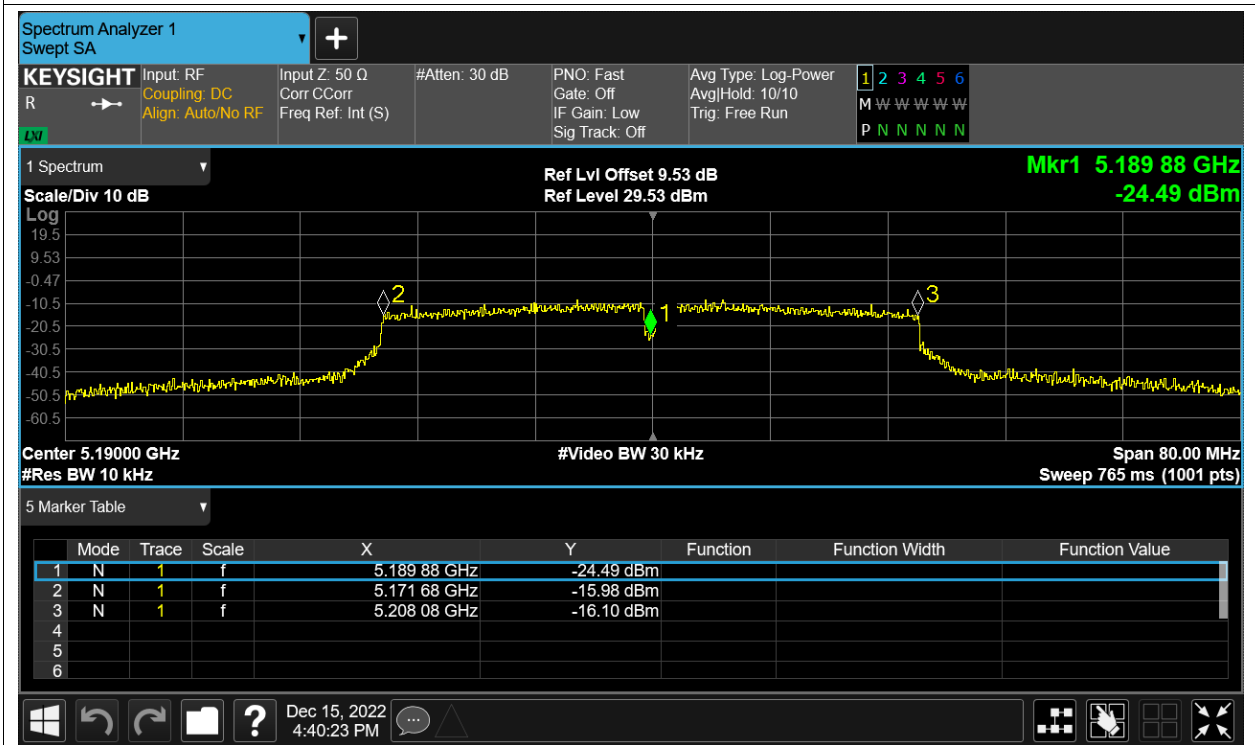 Spectrum Analyzer 1
Swept SA
+
KEYSIGHT Input: RF Input Z: 50 Ω #Atten: 30 dB PNO: Fast Avg Type: Log-Power 1 2 3 4 5 6
R Coupling: DC Corr CCorr Gate: Off Avg|Hold: 10/10 M W W W W W
Align: Auto/No RF Freq Ref: Int (S) IF Gain: Low Trig: Free Run
LXI Sig Track: Off P N N N N N
1 Spectrum
Ref Lvl Offset 9.53 dB Mkr1 5.189 88 GHz
Scale/Div 10 dB Ref Level 29.53 dBm -24.49 dBm
Log
19.5
9.53
-0.47
2 3
-10.5
1
-20.5
-30.5
-40.5
-50.5
-60.5
Center 5.19000 GHz #Video BW 30 kHz Span 80.00 MHz
#Res BW 10 kHz Sweep 765 ms (1001 pts)
5 Marker Table
Mode Trace Scale X Y Function Function Width Function Value
1 N 1 f 5.189 88 GHz -24.49 dBm
2 N 1 f 5.171 68 GHz -15.98 dBm
3 N 1 f 5.208 08 GHz -16.10 dBm
4
5
6
? Dec 15, 2022
4:40:23 PM